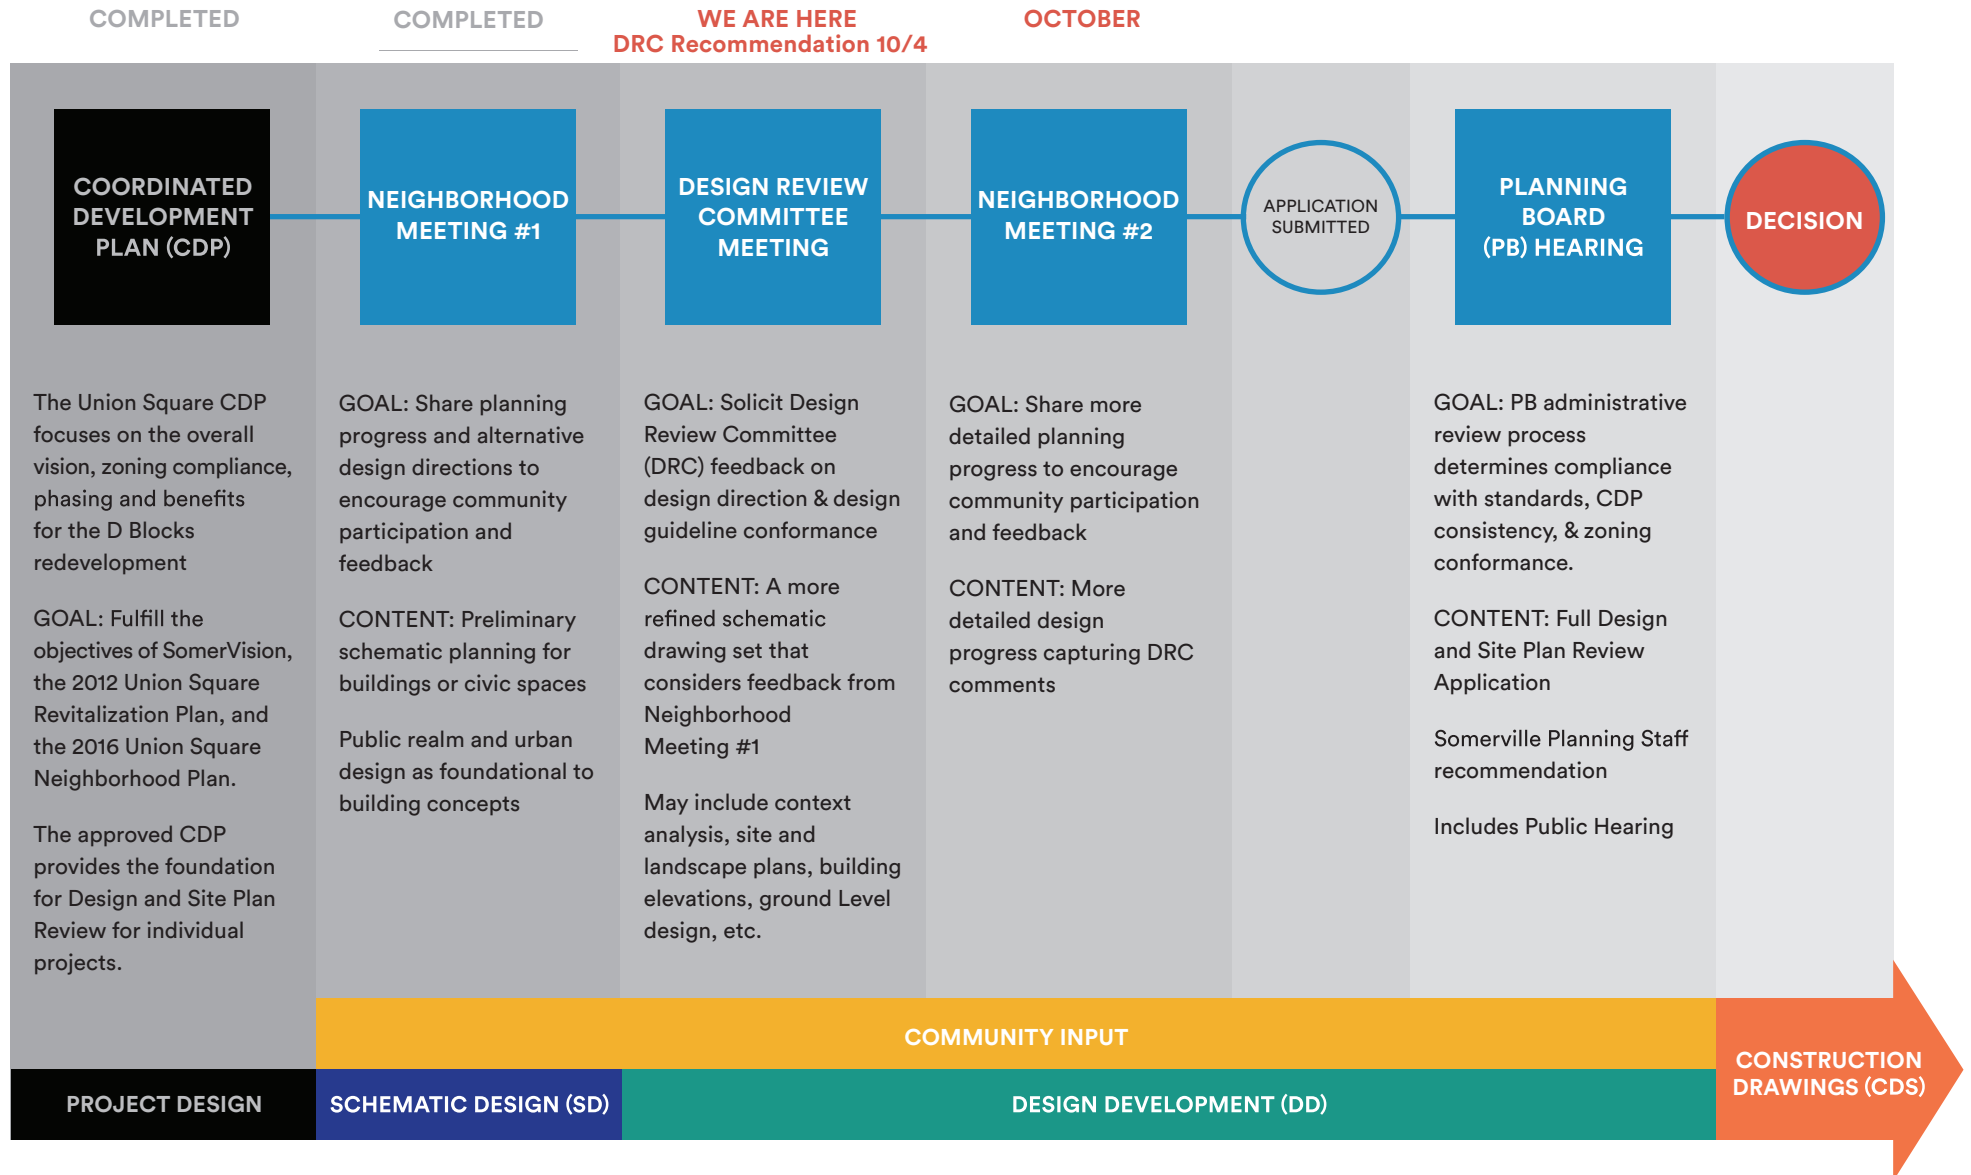 COMPLETED
COMPLETED
WE ARE HERE
DRC Recommendation 10/4
OCTOBER
COORDINATED
DEVELOPMENT
PLAN (CDP)
NEIGHBORHOOD
MEETING #1
DESIGN REVIEW
COMMITTEE
MEETING
NEIGHBORHOOD
MEETING #2
APPLICATION
SUBMITTED
PLANNING
BOARD
(PB) HEARING
DECISION
The Union Square CDP
focuses on the overall
vision, zoning compliance,
phasing and benefits
for the D Blocks
redevelopment
GOAL: Fulfill the
objectives of SomerVision,
the 2012 Union Square
Revitalization Plan, and
the 2016 Union Square
Neighborhood Plan.
The approved CDP
provides the foundation
for Design and Site Plan
Review for individual
projects.
GOAL: Share planning
progress and alternative
design directions to
encourage community
participation and
feedback
CONTENT: Preliminary
schematic planning for
buildings or civic spaces
Public realm and urban
design as foundational to
building concepts
GOAL: Solicit Design
Review Committee
(DRC) feedback on
design direction & design
guideline conformance
CONTENT: A more
refined schematic
drawing set that
considers feedback from
Neighborhood
Meeting #1
May include context
analysis, site and
landscape plans, building
elevations, ground Level
design, etc.
GOAL: Share more
detailed planning
progress to encourage
community participation
and feedback
CONTENT: More
detailed design
progress capturing DRC
comments
GOAL: PB administrative
review process
determines compliance
with standards, CDP
consistency, & zoning
conformance.
CONTENT: Full Design
and Site Plan Review
Application
Somerville Planning Staff
recommendation
Includes Public Hearing
COMMUNITY INPUT
PROJECT DESIGN
SCHEMATIC DESIGN (SD)
DESIGN DEVELOPMENT (DD)
CONSTRUCTION
DRAWINGS (CDS)